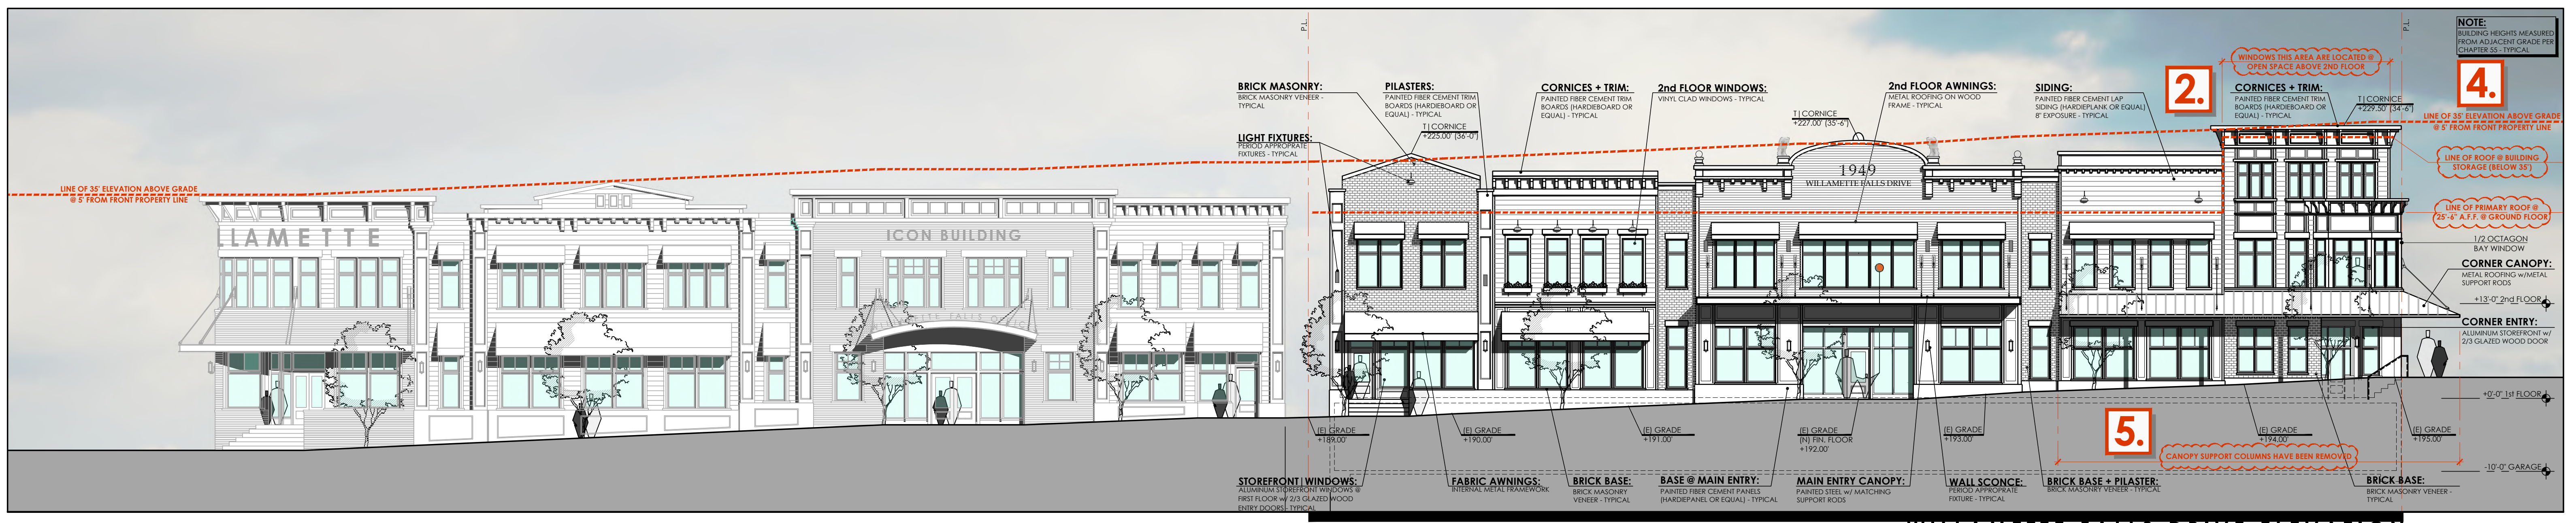 NOTE:
BUILDING HEIGHTS MEASURED
FROM ADJACENT GRADE PER
CHAPTER 55 - TYPICAL
P.L.
P.L.
WINDOWS THIS AREA ARE LOCATED @
OPEN SPACE ABOVE 2ND FLOOR
2.
4.
BRICK MASONRY:
BRICK MASONRY VENEER -
TYPICAL
PILASTERS:
PAINTED FIBER CEMENT TRIM
BOARDS (HARDIEBOARD OR
EQUAL) - TYPICAL
CORNICES + TRIM:
PAINTED FIBER CEMENT TRIM
BOARDS (HARDIEBOARD OR
EQUAL) - TYPICAL
2nd FLOOR WINDOWS:
VINYL CLAD WINDOWS - TYPICAL
2nd FLOOR AWNINGS:
METAL ROOFING ON WOOD
FRAME - TYPICAL
SIDING:
PAINTED FIBER CEMENT LAP
SIDING (HARDIEPLANK OR EQUAL)
8" EXPOSURE - TYPICAL
CORNICES + TRIM:
PAINTED FIBER CEMENT TRIM
BOARDS (HARDIEBOARD OR
EQUAL) - TYPICAL
T| CORNICE
+229.50' (34'-6")
T| CORNICE
+225.00' (36'-0")
T| CORNICE
+227.00' (35'-6")
LIGHT FIXTURES:
PERIOD APPROPRATE
FIXTURES - TYPICAL
LINE OF 35' ELEVATION ABOVE GRADE
@ 5' FROM FRONT PROPERTY LINE
LINE OF 35' ELEVATION ABOVE GRADE
@ 5' FROM FRONT PROPERTY LINE
LINE OF ROOF @ BUILDING
STORAGE (BELOW 35')
LINE OF PRIMARY ROOF @
25'-6" A.F.F. @ GROUND FLOOR
LLAMETTE
ICON BUILDING
1949
WILLAMETTE FALLS DRIVE
1/2 OCTAGON
BAY WINDOW
CORNER CANOPY:
METAL ROOFING w/METAL
SUPPORT RODS
+13'-0" 2nd FLOOR
CORNER ENTRY:
ALUMINUM STOREFRONT w/
2/3 GLAZED WOOD DOOR
+0'-0" 1st FLOOR
-10'-0" GARAGE
(E) GRADE
+189.00'
(E) GRADE
+190.00'
(E) GRADE
+191.00'
(E) GRADE
(N) FIN. FLOOR
+192.00'
(E) GRADE
+193.00'
(E) GRADE
+194.00'
(E) GRADE
+195.00'
5.
CANOPY SUPPORT COLUMNS HAVE BEEN REMOVED
STOREFRONT WINDOWS:
ALUMINUM STOREFRONT WINDOWS @
FIRST FLOOR w/ 2/3 GLAZED WOOD
ENTRY DOORS - TYPICAL
FABRIC AWNINGS:
INTERNAL METAL FRAMEWORK
BRICK BASE:
BRICK MASONRY
VENEER - TYPICAL
BASE @ MAIN ENTRY:
PAINTED FIBER CEMENT PANELS
(HARDIEPANEL OR EQUAL) - TYPICAL
MAIN ENTRY CANOPY:
PAINTED STEEL w/ MATCHING
SUPPORT RODS
WALL SCONCE:
PERIOD APPROPRATE
FIXTURE - TYPICAL
BRICK BASE + PILASTER:
BRICK MASONRY VENEER - TYPICAL
BRICK BASE:
BRICK MASONRY VENEER -
TYPICAL